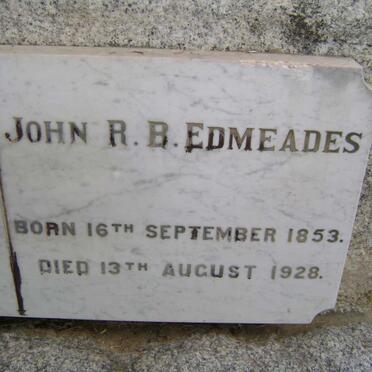 JOHN R. B. EDMEADES
BORN 16TH SEPTEMBER 1853.
DIED 13TH AUGUST 1928.